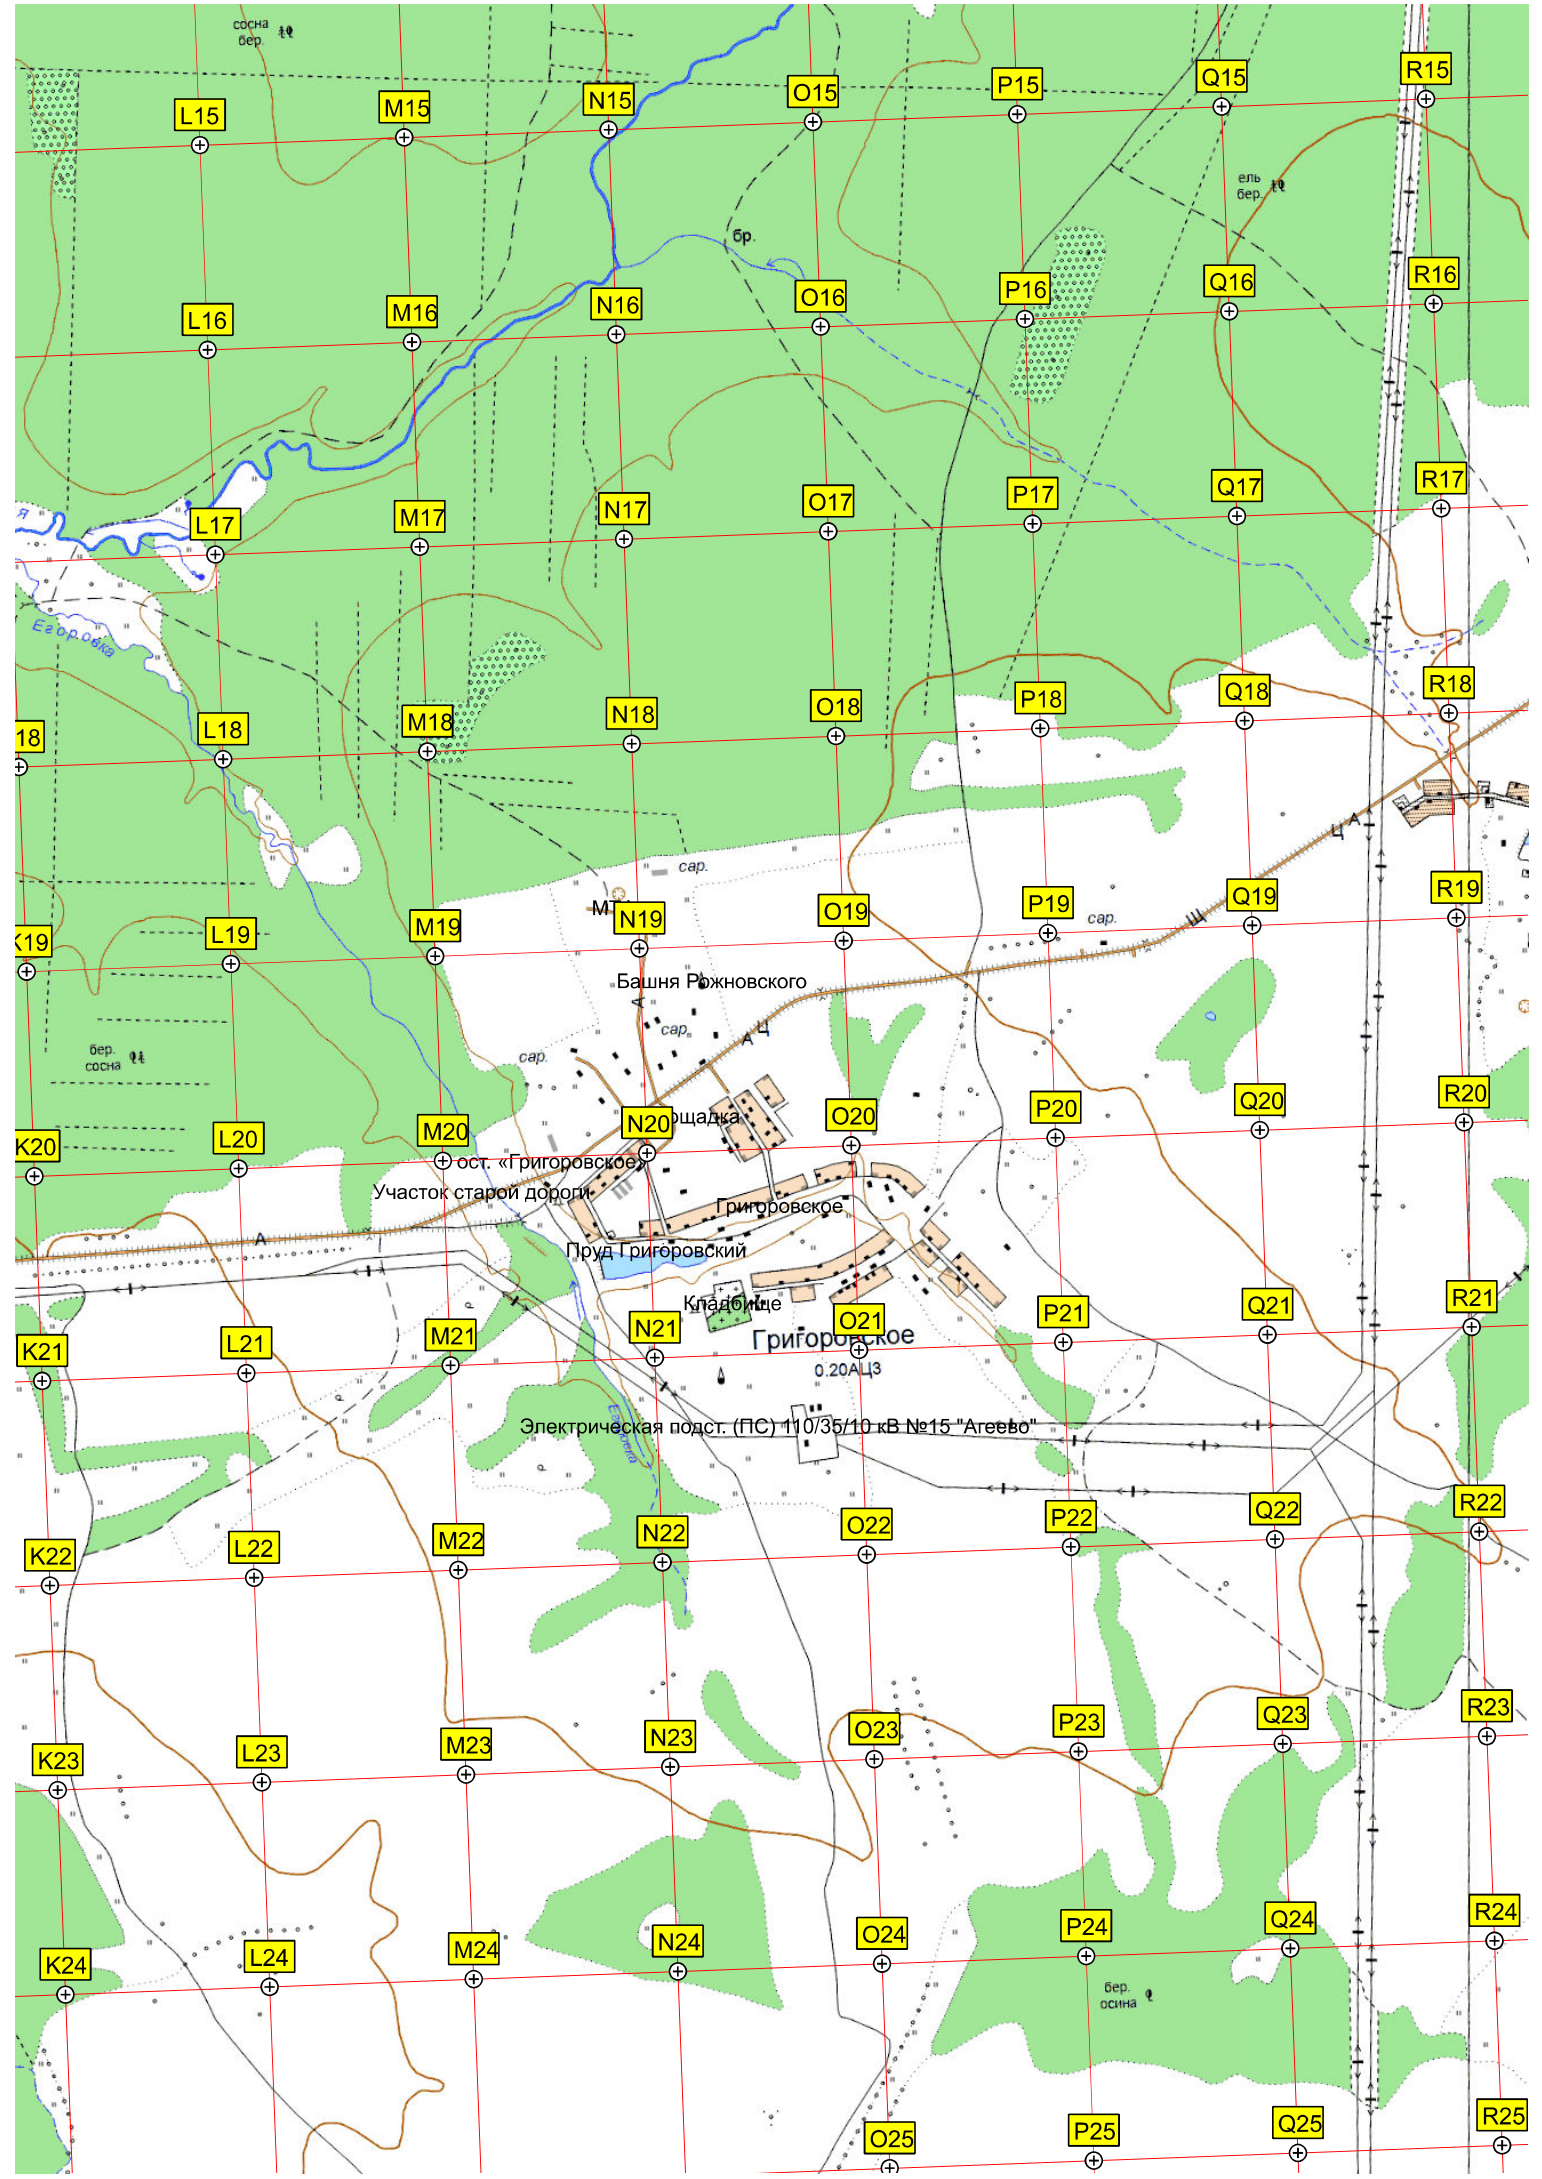 сосна
бер.
L15
M15
N15
O15
P15
Q15
R15
ель
бер.
бр.
L16
M16
N16
O16
P16
Q16
R16
я
L17
M17
N17
O17
P17
Q17
R17
Егоровка
18
L18
M18
N18
O18
P18
Q18
R18
Ц А
сар.
МТ
K19
L19
M19
N19
O19
P19
Q19
R19
сар.
Щ
Башня Рожновского
А
сар.
А Ц
сар.
бер.
сосна
K20
L20
M20
N20
ощадка
O20
P20
Q20
R20
ост. «Григоровское»
Участок старой дороги
Григоровское
А
Пруд Григоровский
Кладбище
K21
L21
M21
N21
O21
P21
Q21
R21
Григоровское
0.20АЦЗ
Электрическая подст. (ПС) 110/35/10 кВ №15 "Агеево"
K22
L22
M22
N22
O22
P22
Q22
R22
K23
L23
M23
N23
O23
P23
Q23
R23
K24
L24
M24
N24
O24
P24
Q24
R24
бер.
осина
O25
P25
Q25
R25